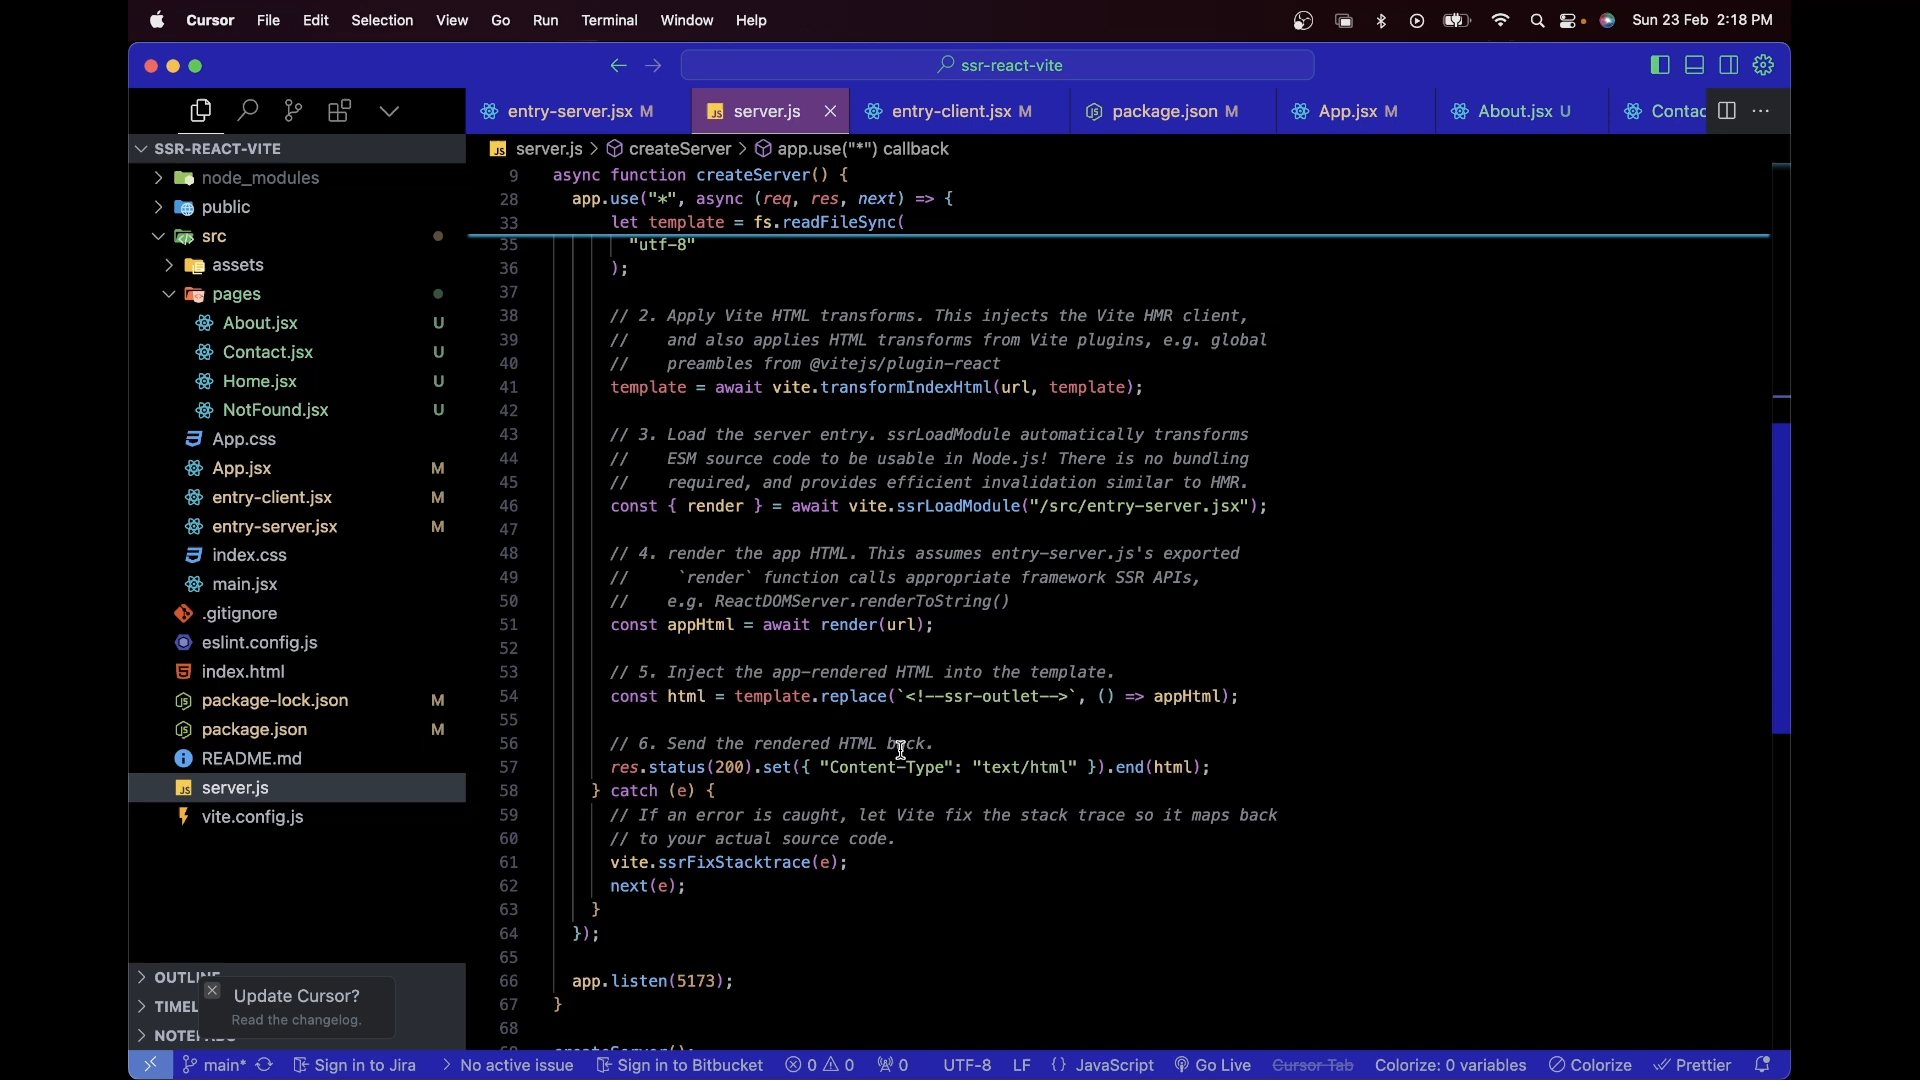 Cursor File Edit Selection View Go Run Terminal Window Help Sun 23 Feb 2:18 PM
ssr-react-vite
entry-server.jsx M server.js entry-client.jsx M package.json M App.jsx M About.jsx U Contac
SSR-REACT-VITE
server.js > createServer > app.use("*") callback
node_modules
public
src
assets
pages
About.jsx U
Contact.jsx U
Home.jsx U
NotFound.jsx U
App.css
App.jsx M
entry-client.jsx M
entry-server.jsx M
index.css
main.jsx
.gitignore
eslint.config.js
index.html
package-lock.json M
package.json M
README.md
server.js
vite.config.js
OUTLINE
TIMEL
Update Cursor?
Read the changelog.
9 async function createServer() {
28 app.use("*", async (req, res, next) => {
33 let template = fs.readFileSync(
35 "utf-8"
36 );
37
38 // 2. Apply Vite HTML transforms. This injects the Vite HMR client,
39 // and also applies HTML transforms from Vite plugins, e.g. global
40 // preambles from @vitejs/plugin-react
41 template = await vite.transformIndexHtml(url, template);
42
43 // 3. Load the server entry. ssrLoadModule automatically transforms
44 // ESM source code to be usable in Node.js! There is no bundling
45 // required, and provides efficient invalidation similar to HMR.
46 const { render } = await vite.ssrLoadModule("/src/entry-server.jsx");
47
48 // 4. render the app HTML. This assumes entry-server.js's exported
49 // `render` function calls appropriate framework SSR APIs,
50 // e.g. ReactDOMServer.renderToString()
51 const appHtml = await render(url);
52
53 // 5. Inject the app-rendered HTML into the template.
54 const html = template.replace(`<!--ssr-outlet-->`, () => appHtml);
55
56 // 6. Send the rendered HTML back.
57 res.status(200).set({ "Content-Type": "text/html" }).end(html);
58 } catch (e) {
59 // If an error is caught, let Vite fix the stack trace so it maps back
60 // to your actual source code.
61 vite.ssrFixStacktrace(e);
62 next(e);
63 }
64 });
65
66 app.listen(5173);
67 }
68
main* Sign in to Jira No active issue Sign in to Bitbucket 0 0 0 UTF-8 LF {} JavaScript Go Live Cursor Tab Colorize: 0 variables Colorize Prettier